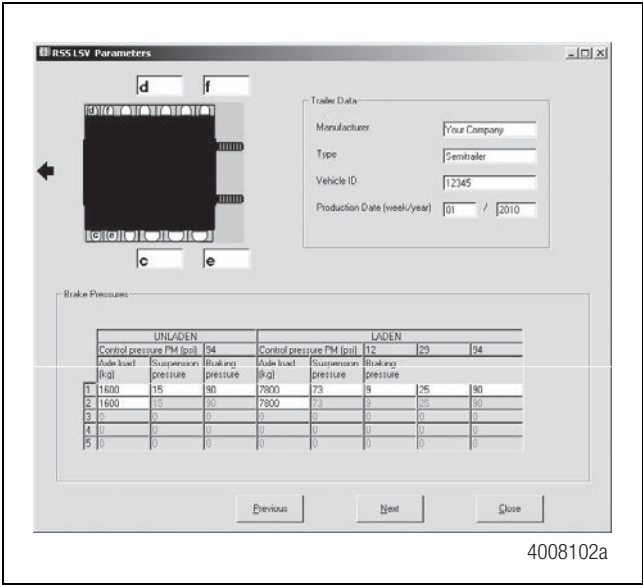 RSS LSV Parameters
d f
d f
c e
c e
Trailer Data
Manufacturer Your Company
Type Semitrailer
Vehicle ID 12345
Production Date (week/year) 01 / 2010
Brake Pressures
UNLADEN LADEN
Control pressure PM (psi) 94 Control pressure PM (psi) 12 29 94
Axle load Suspension Braking Axle load Suspension Braking
(kg) pressure pressure (kg) pressure pressure
1 1600 15 90 7800 73 9 25 90
2 1600 15 90 7800 73 9 25 90
3 0 0 0 0 0 0 0 0
4 0 0 0 0 0 0 0 0
5 0 0 0 0 0 0 0 0
Previous Next Close
4008102a